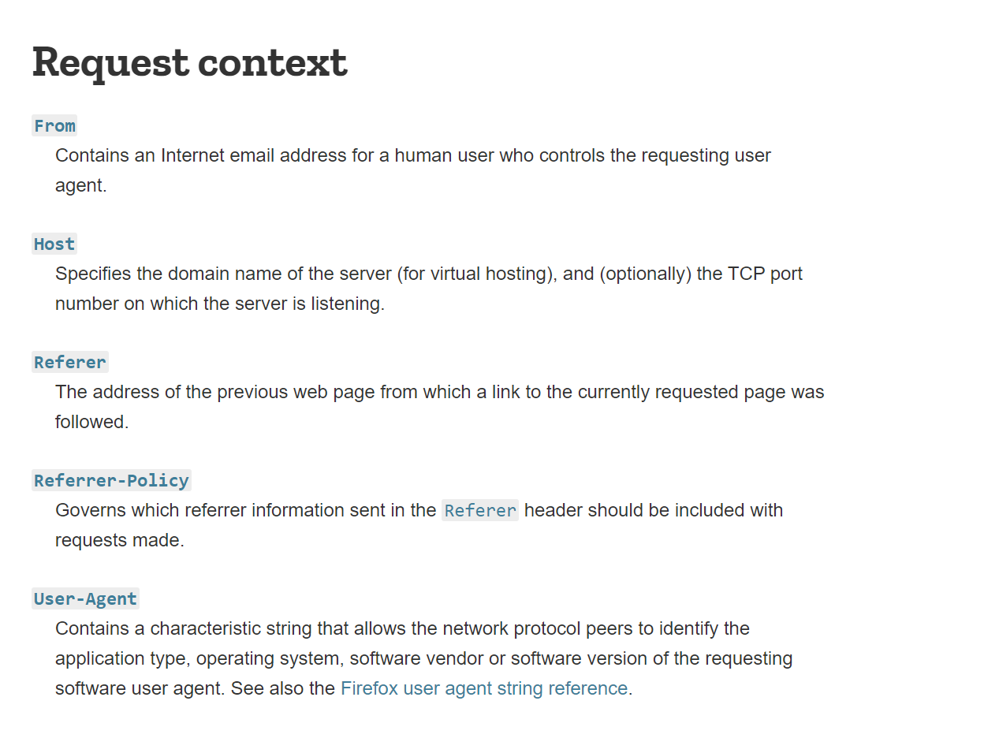 Request context
From
Contains an Internet email address for a human user who controls the requesting user
agent.
Host
Specifies the domain name of the server (for virtual hosting), and (optionally) the TCP port
number on which the server is listening.
Referer
The address of the previous web page from which a link to the currently requested page was
followed.
Referrer-Policy
Governs which referrer information sent in the Referer header should be included with
requests made.
User-Agent
Contains a characteristic string that allows the network protocol peers to identify the
application type, operating system, software vendor or software version of the requesting
software user agent. See also the Firefox user agent string reference.